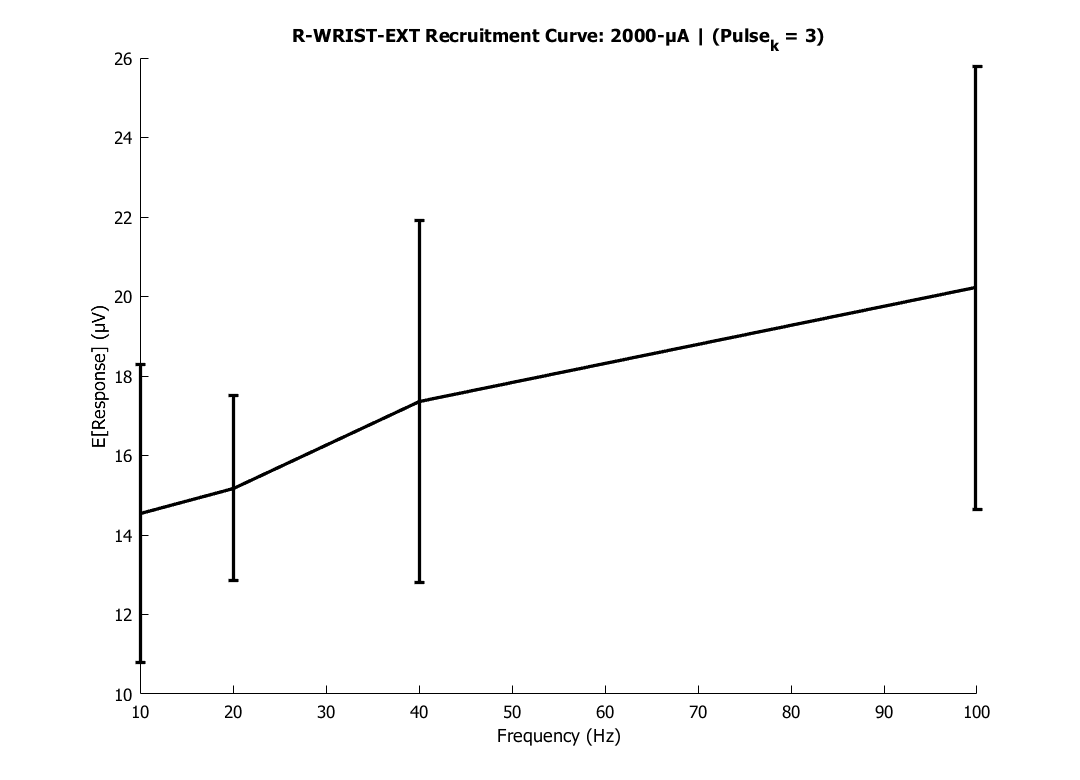 R-WRIST-EXT Recruitment Curve: 2000-µA | (Pulsek = 3)
26
24
22
20
18
16
14
12
10
E[Response] (µV)
10 20 30 40 50 60 70 80 90 100
Frequency (Hz)